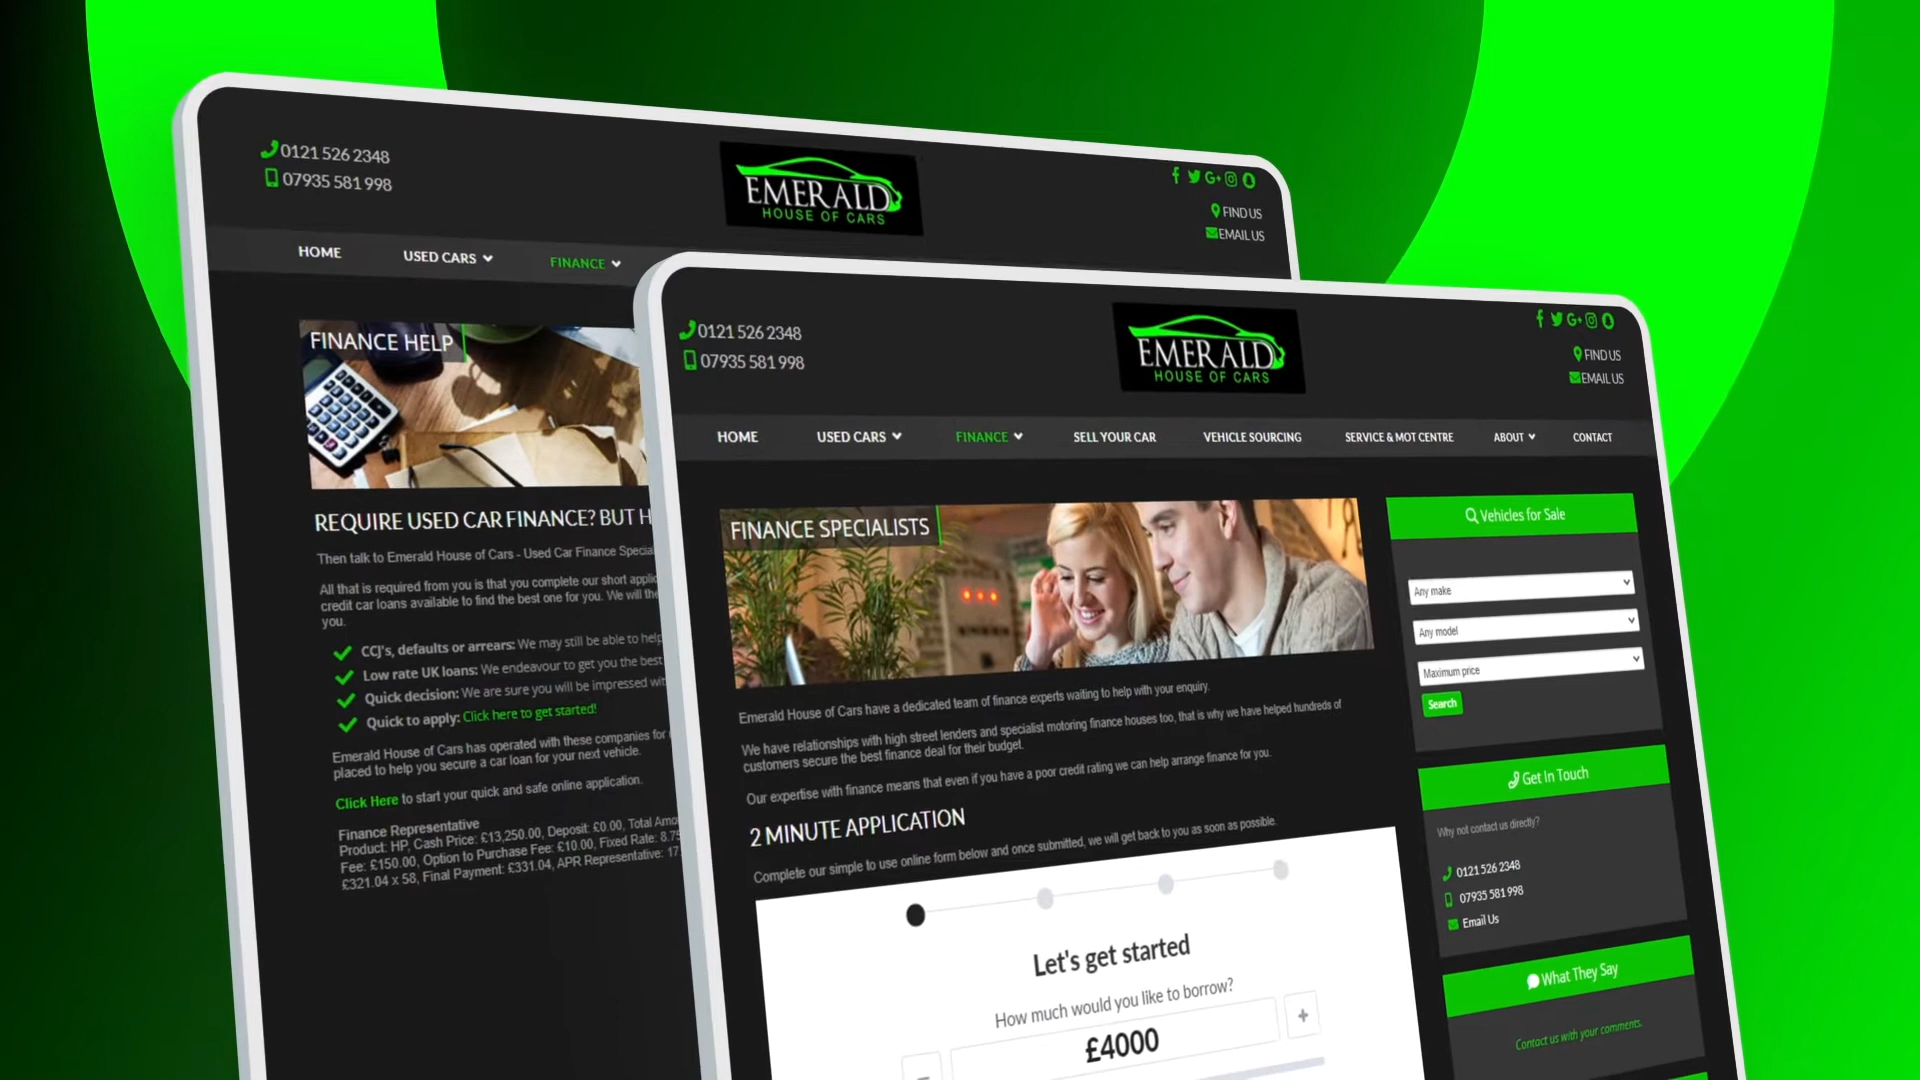 0121 526 2348
07935 581 998
EMERALD
HOUSE OF CARS
FIND US
EMAIL US
HOME
USED CARS
FINANCE
FINANCE HELP
REQUIRE USED CAR FINANCE? BUT H
Then talk to Emerald House of Cars - Used Car Finance Specia
All that is required from you is that you complete our short applic
credit car loans available to find the best one for you. We will the
you.
CCJ's, defaults or arrears: We may still be able to help
Low rate UK loans: We endeavour to get you the best
Quick decision: We are sure you will be impressed wit
Quick to apply: Click here to get started!
Emerald House of Cars has operated with these companies for
placed to help you secure a car loan for your next vehicle.
Click Here to start your quick and safe online application.
Finance Representative
Product: HP, Cash Price: £13,250.00, Deposit: £0.00, Total Amo
Fee: £150.00, Option to Purchase Fee: £10.00, Fixed Rate: 8.75
£321.04 x 58, Final Payment: £331.04, APR Representative: 17
0121 526 2348
07935 581 998
EMERALD
HOUSE OF CARS
FIND US
EMAIL US
HOME
USED CARS
FINANCE
SELL YOUR CAR
VEHICLE SOURCING
SERVICE & MOT CENTRE
ABOUT
CONTACT
FINANCE SPECIALISTS
Emerald House of Cars have a dedicated team of finance experts waiting to help with your enquiry.
We have relationships with high street lenders and specialist motoring finance houses too, that is why we have helped hundreds of
customers secure the best finance deal for their budget.
Our expertise with finance means that even if you have a poor credit rating we can help arrange finance for you.
2 MINUTE APPLICATION
Complete our simple to use online form below and once submitted, we will get back to you as soon as possible.
Let's get started
How much would you like to borrow?
£4000
+
Vehicles for Sale
Any make
Any model
Maximum price
Search
Get In Touch
Why not contact us directly?
0121 526 2348
07935 581 998
Email Us
What They Say
Contact us with your comments.